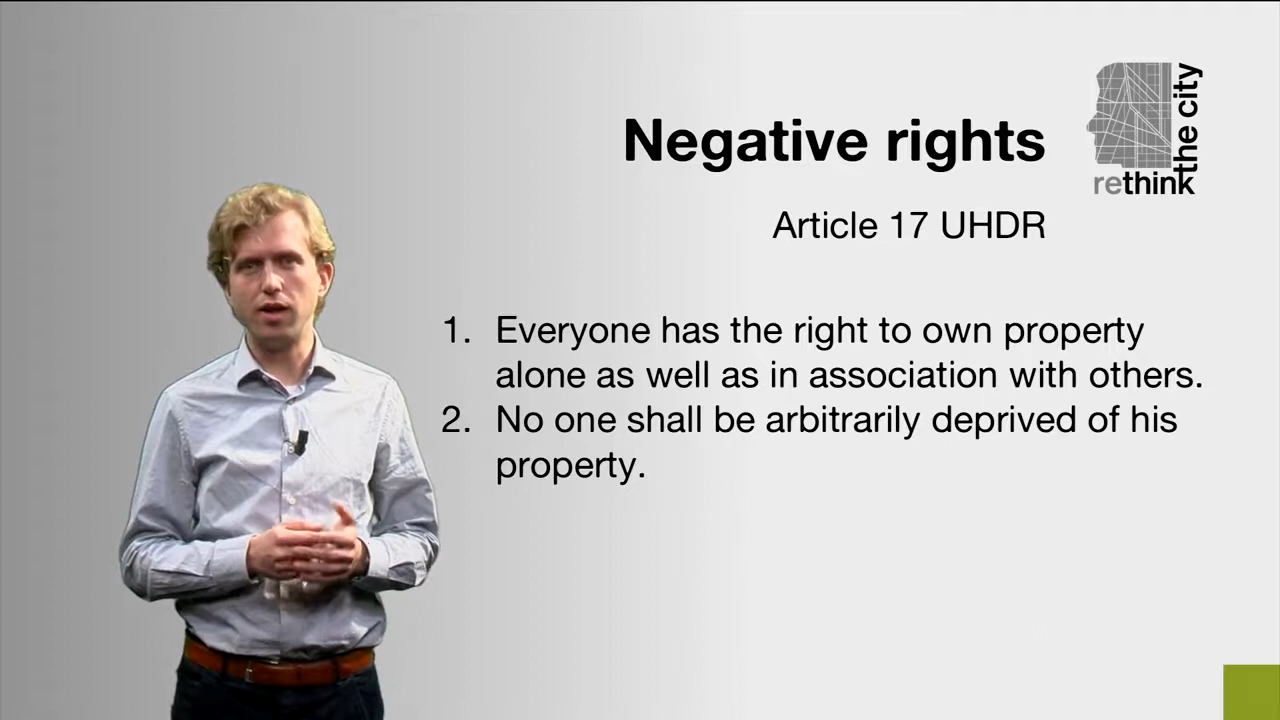 Negative rights
rethink
the city
Article 17 UHDR
1. Everyone has the right to own property
alone as well as in association with others.
2. No one shall be arbitrarily deprived of his
property.